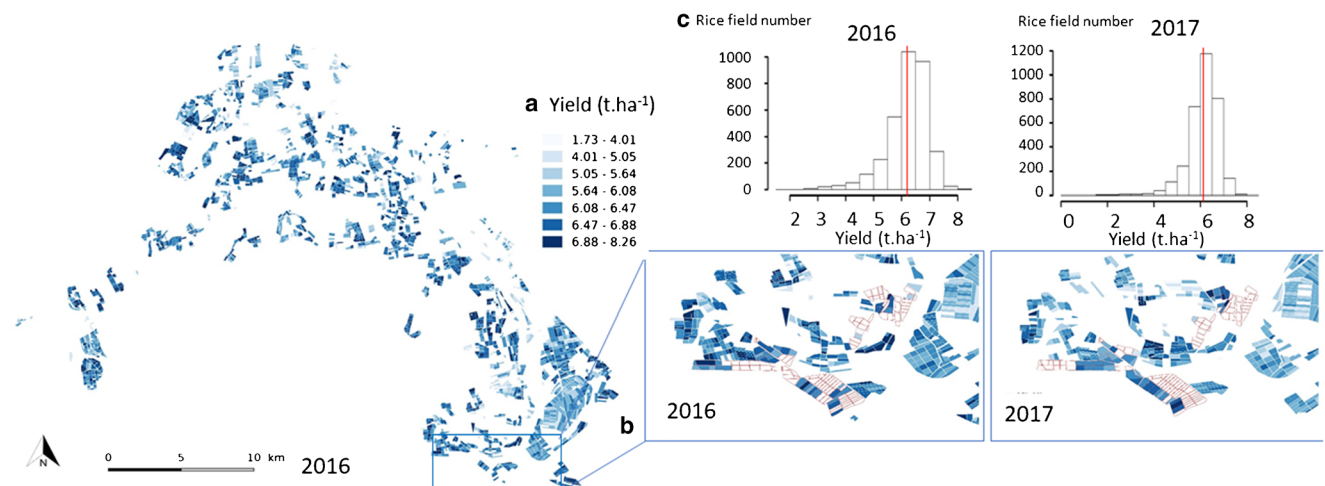 a Yield (t.ha-1)
1.73 - 4.01
4.01 - 5.05
5.05 - 5.64
5.64 - 6.08
6.08 - 6.47
6.47 - 6.88
6.88 - 8.26
N
0 5 10 km
2016
c Rice field number
2016
1000
800
600
400
200
0
2 3 4 5 6 7 8
Yield (t.ha-1)
Rice field number
2017
1200
1000
800
600
400
200
0
0 2 4 6 8
Yield (t.ha-1)
b
2016
2017